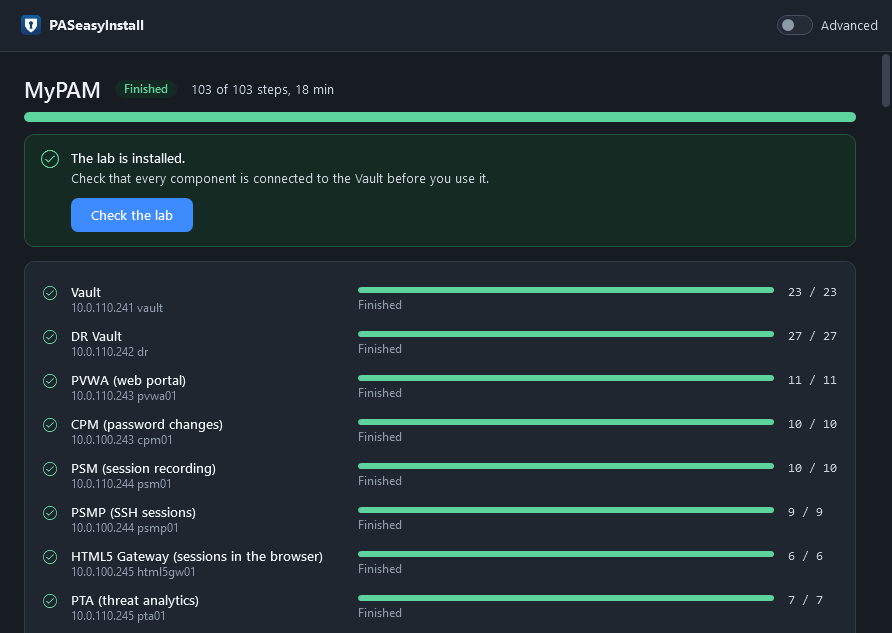 PASeasyInstall
Advanced
MyPAM Finished 103 of 103 steps, 18 min
The lab is installed.
Check that every component is connected to the Vault before you use it.
Check the lab
Vault 23 / 23
10.0.110.241 vault Finished
DR Vault 27 / 27
10.0.110.242 dr Finished
PVWA (web portal) 11 / 11
10.0.110.243 pvwa01 Finished
CPM (password changes) 10 / 10
10.0.100.243 cpm01 Finished
PSM (session recording) 10 / 10
10.0.110.244 psm01 Finished
PSMP (SSH sessions) 9 / 9
10.0.100.244 psmp01 Finished
HTML5 Gateway (sessions in the browser) 6 / 6
10.0.100.245 html5gw01 Finished
PTA (threat analytics) 7 / 7
10.0.110.245 pta01 Finished